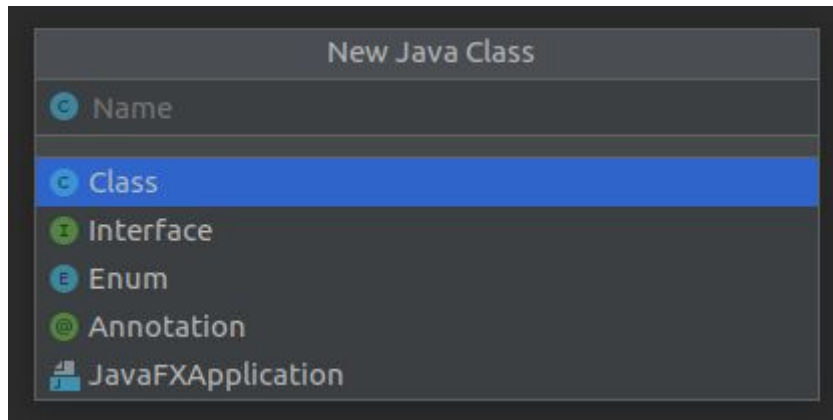 New Java Class
C Name
C Class
I Interface
E Enum
@ Annotation
J JavaFXApplication